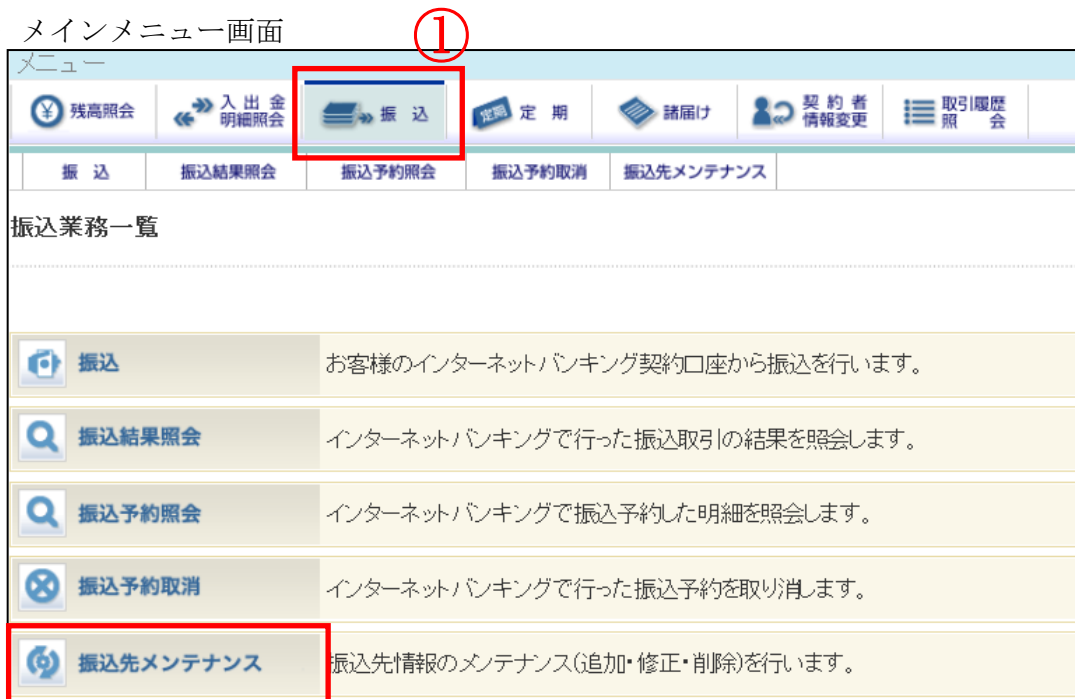 メインメニュー画面
①
メニュー
残高照会
入出金
明細照会
振込
定期
諸届け
契約者
情報変更
取引履歴
照会
振込
振込結果照会
振込予約照会
振込予約取消
振込先メンテナンス
振込業務一覧
振込
お客様のインターネットバンキング契約口座から振込を行います。
振込結果照会
インターネットバンキングで行った振込取引の結果を照会します。
振込予約照会
インターネットバンキングで振込予約した明細を照会します。
振込予約取消
インターネットバンキングで行った振込予約を取り消します。
振込先メンテナンス
振込先情報のメンテナンス(追加・修正・削除)を行います。